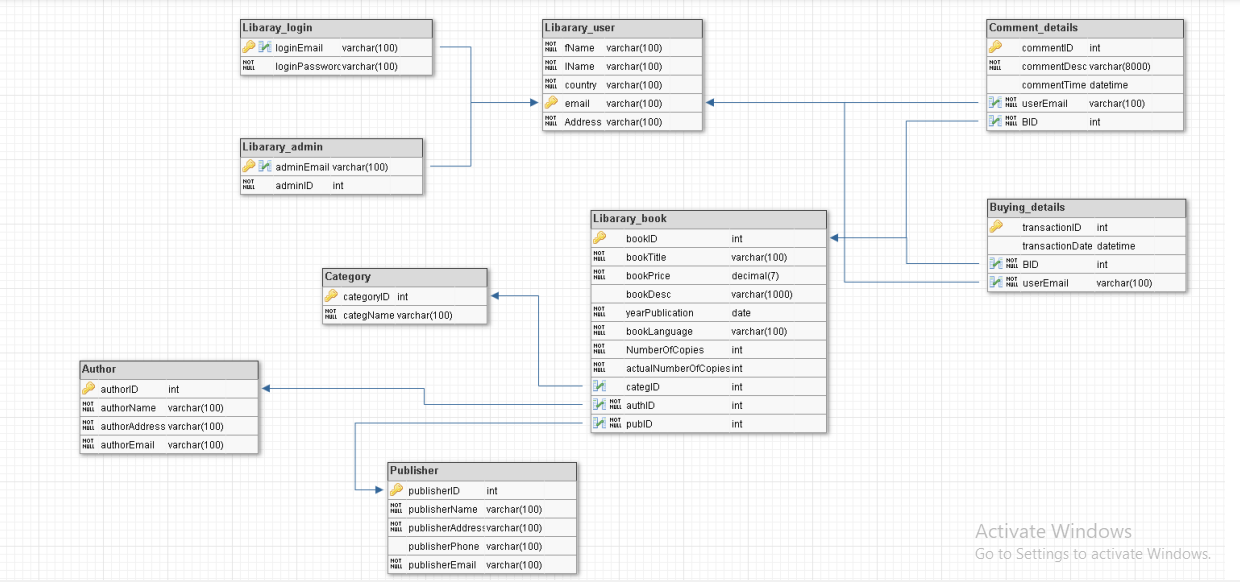 Libaray_login
loginEmail varchar(100)
NOT NULL loginPassworc varchar(100)
Libarary_user
NOT NULL fName varchar(100)
NOT NULL lName varchar(100)
NOT NULL country varchar(100)
email varchar(100)
NOT NULL Address varchar(100)
Comment_details
commentID int
NOT NULL commentDesc varchar(8000)
commentTime datetime
NOT NULL userEmail varchar(100)
NOT NULL BID int
Libarary_admin
adminEmail varchar(100)
NOT NULL adminID int
Buying_details
transactionID int
transactionDate datetime
NOT NULL BID int
NOT NULL userEmail varchar(100)
Libarary_book
bookID int
NOT NULL bookTitle varchar(100)
NOT NULL bookPrice decimal(7)
bookDesc varchar(1000)
NOT NULL yearPublication date
NOT NULL bookLanguage varchar(100)
NOT NULL NumberOfCopies int
NOT NULL actualNumberOfCopies int
categID int
NOT NULL authID int
NOT NULL pubID int
Category
categoryID int
NOT NULL categName varchar(100)
Author
authorID int
NOT NULL authorName varchar(100)
NOT NULL authorAddress varchar(100)
NOT NULL authorEmail varchar(100)
Publisher
publisherID int
NOT NULL publisherName varchar(100)
NOT NULL publisherAddress varchar(100)
publisherPhone varchar(100)
NOT NULL publisherEmail varchar(100)
Activate Windows
Go to Settings to activate Windows.